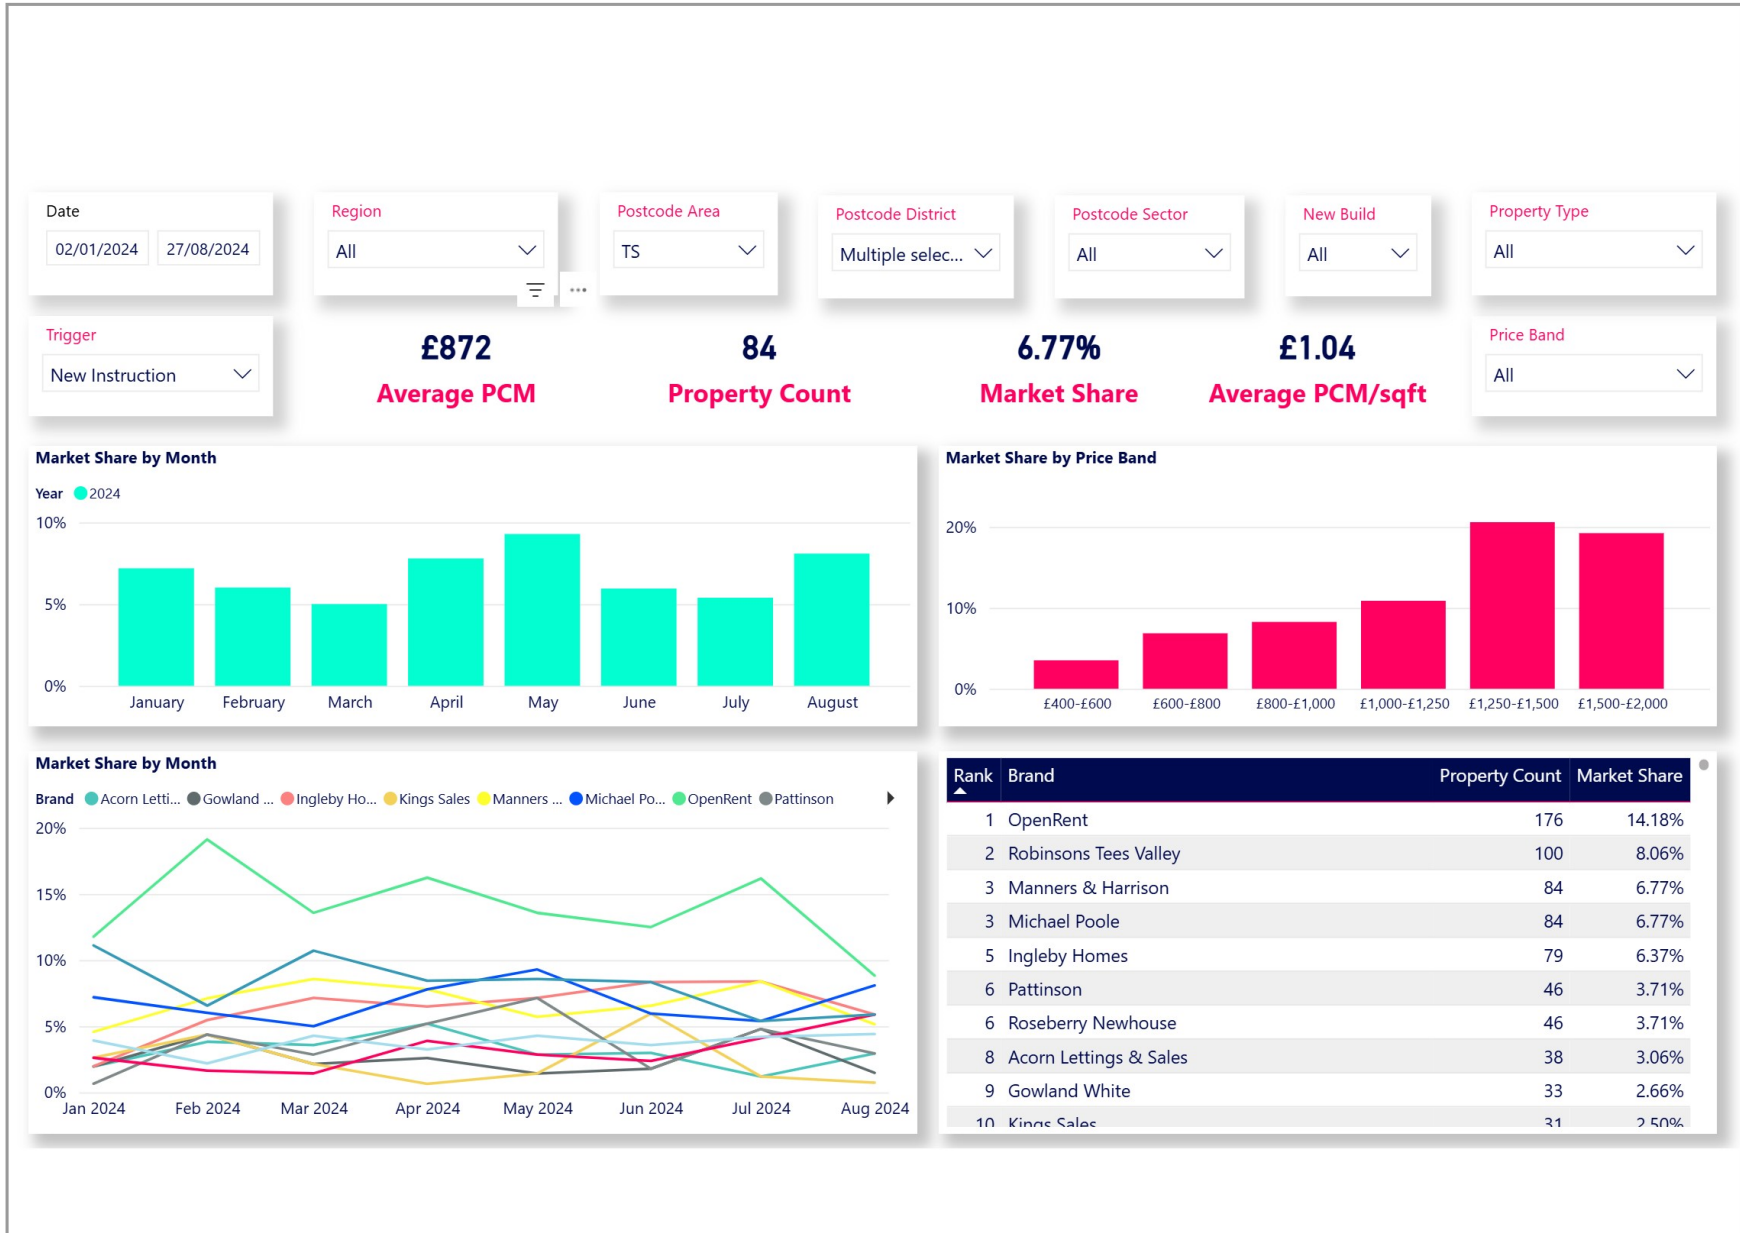 Date
02/01/2024 27/08/2024
Region
All
Postcode Area
TS
Postcode District
Multiple selec...
Postcode Sector
All
New Build
All
Property Type
All
Trigger
New Instruction
£872
Average PCM
84
Property Count
6.77%
Market Share
£1.04
Average PCM/sqft
Price Band
All
Market Share by Month
Year 2024
10%
5%
0%
January February March April May June July August
Market Share by Price Band
20%
10%
0%
£400-£600 £600-£800 £800-£1,000 £1,000-£1,250 £1,250-£1,500 £1,500-£2,000
Market Share by Month
Brand Acorn Letti... Gowland ... Ingleby Ho... Kings Sales Manners ... Michael Po... OpenRent Pattinson
20%
15%
10%
5%
0%
Jan 2024 Feb 2024 Mar 2024 Apr 2024 May 2024 Jun 2024 Jul 2024 Aug 2024
Rank Brand Property Count Market Share
1 OpenRent 176 14.18%
2 Robinsons Tees Valley 100 8.06%
3 Manners & Harrison 84 6.77%
3 Michael Poole 84 6.77%
5 Ingleby Homes 79 6.37%
6 Pattinson 46 3.71%
6 Roseberry Newhouse 46 3.71%
8 Acorn Lettings & Sales 38 3.06%
9 Gowland White 33 2.66%
10 Kings Sales 31 2.50%